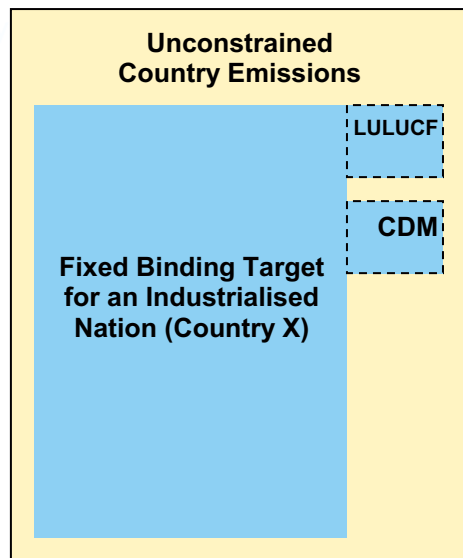 Unconstrained
Country Emissions
LULUCF
CDM
Fixed Binding Target
for an Industrialised
Nation (Country X)